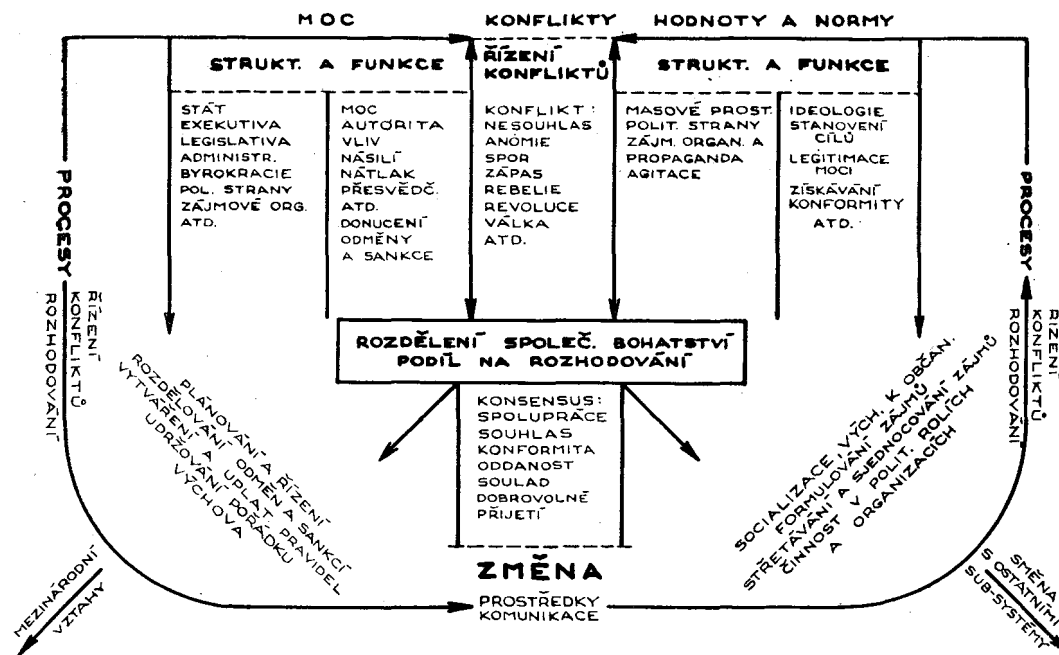 MOC
KONFLIKTY
HODNOTY A NORMY
STRUKT. A FUNKCE
ŘÍZENÍ
KONFLIKTŮ
STRUKT. A FUNKCE
STÁT
EXEKUTIVA
LEGISLATIVA
ADMINISTR.
BYROKRACIE
POL. STRANY
ZÁJMOVÉ ORG.
ATD.
MOC
AUTORITA
VLIV
NÁSILÍ
NÁTLAK
PŘESVĚDČ.
ATD.
DONUCENÍ
ODMĚNY
A SANKCE
KONFLIKT:
NESOUHLAS
ANOMIE
SPOR
ZÁPAS
REBELIE
REVOLUCE
VÁLKA
ATD.
MASOVÉ PROST.
POLIT. STRANY
ZÁJM. ORGAN. A
PROPAGANDA
AGITACE
IDEOLOGIE
STANOVENÍ
CÍLŮ
LEGITIMACE
MOCI
ZÍSKÁVÁNÍ
KONFORMITY
ATD.
PROCESY
ŘÍZENÍ
KONFLIKTŮ
ROZHODOVÁNÍ
PROCESY
ŘÍZENÍ
KONFLIKTŮ
ROZHODOVÁNÍ
ROZDĚLENÍ SPOLEČ. BOHATSTVÍ
PODÍL NA ROZHODOVÁNÍ
PLÁNOVÁNÍ A ŘÍZENÍ
ROZDĚLOVÁNÍ ODMĚN A SANKCÍ
VYTVÁŘENÍ A UPLAT. PRAVIDEL
UDRŽOVÁNÍ POŘÁDKU
VÝCHOVA
KONSENSUS:
SPOLUPRÁCE
SOUHLAS
KONFORMITA
ODDANOST
SOULAD
DOBROVOLNÉ
PŘIJETÍ
SOCIALIZACE, VÝCH. K OBČAN.
FORMULOVÁNÍ ZÁJMŮ
STŘETÁVÁNÍ A SJEDNOCOVÁNÍ ZÁJMŮ
ČINNOST V POLIT. ROLÍCH
A ORGANIZACÍCH
ZMĚNA
PROSTŘEDKY
KOMUNIKACE
MEZINÁRODNÍ
VZTAHY
SMĚNA
S OSTATNÍMI
SUB-SYSTÉMY